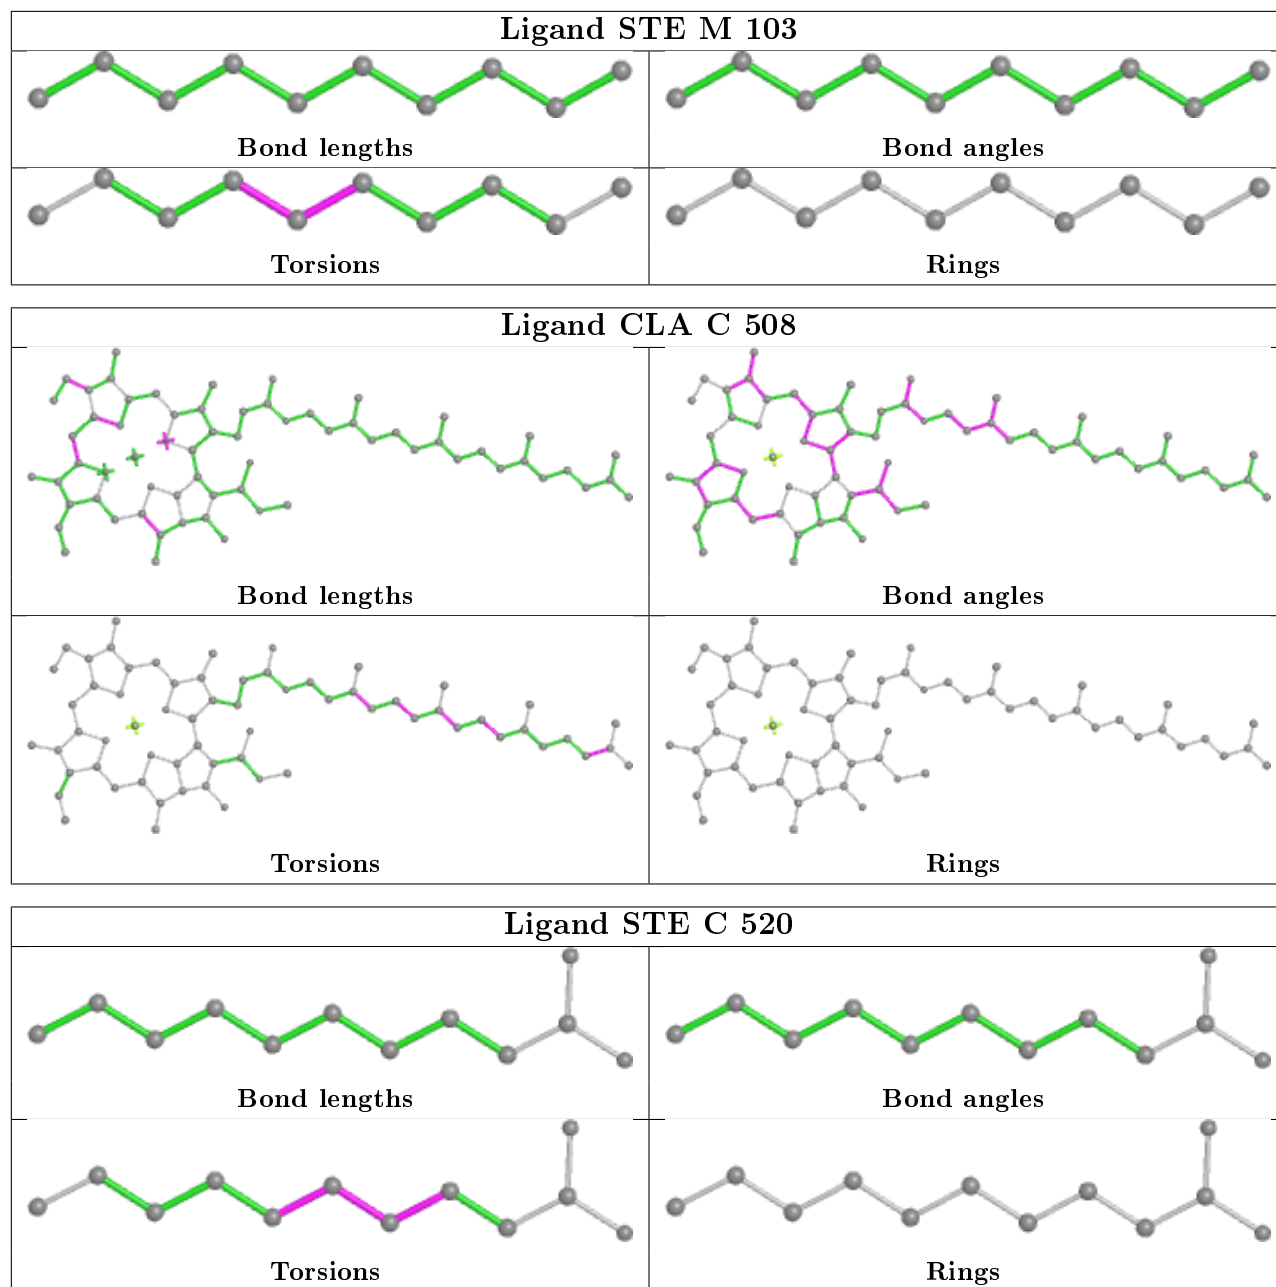 Ligand STE M 103
Bond lengths
Bond angles
Torsions
Rings
Ligand CLA C 508
Bond lengths
Bond angles
Torsions
Rings
Ligand STE C 520
Bond lengths
Bond angles
Torsions
Rings